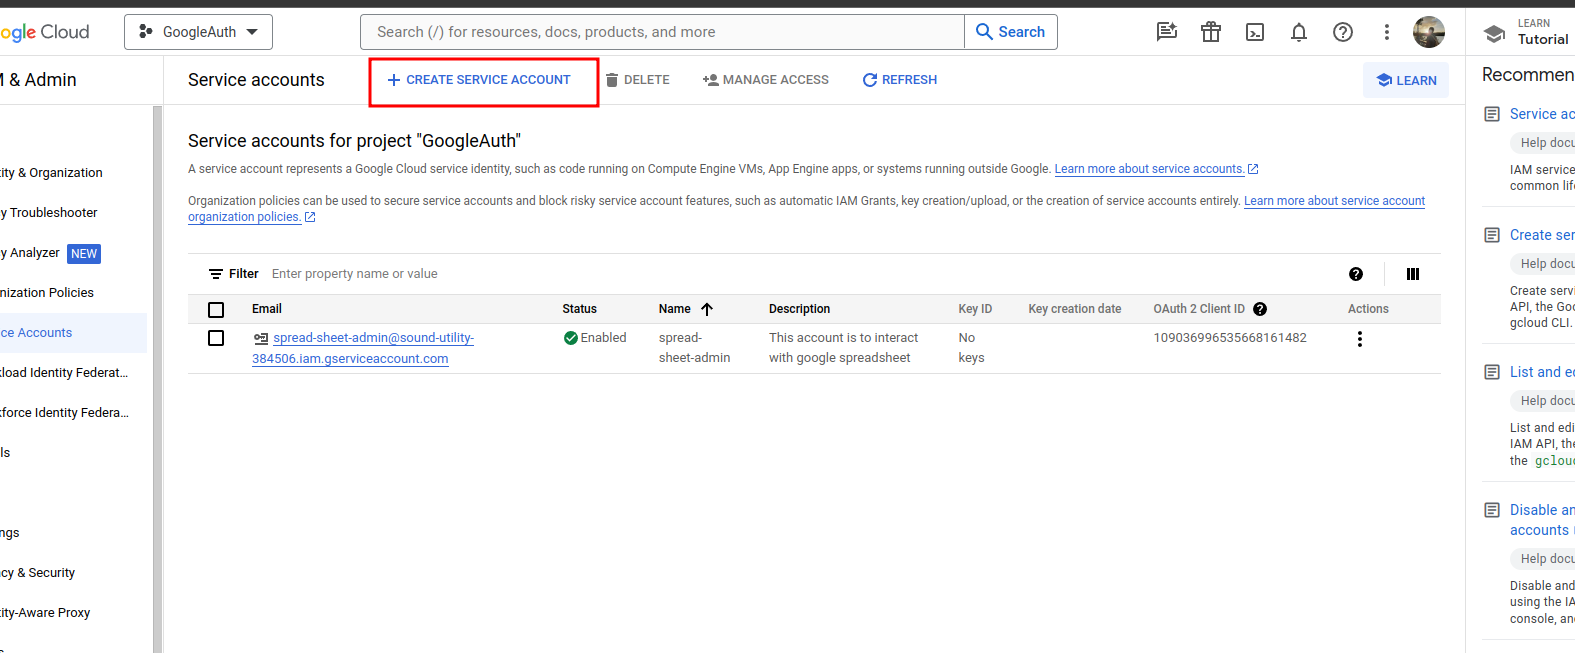 ogle Cloud
GoogleAuth
Search (/) for resources, docs, products, and more
Search
LEARN
Tutorial
M & Admin
Service accounts
CREATE SERVICE ACCOUNT
DELETE
MANAGE ACCESS
REFRESH
LEARN
Recommen
tity & Organization
y Troubleshooter
y Analyzer NEW
nization Policies
ce Accounts
kload Identity Federat...
kforce Identity Federa...
ls
ngs
cy & Security
tity-Aware Proxy
Service accounts for project "GoogleAuth"
A service account represents a Google Cloud service identity, such as code running on Compute Engine VMs, App Engine apps, or systems running outside Google. Learn more about service accounts.
Organization policies can be used to secure service accounts and block risky service account features, such as automatic IAM Grants, key creation/upload, or the creation of service accounts entirely. Learn more about service account
organization policies.
Filter Enter property name or value
Email Status Name Description Key ID Key creation date OAuth 2 Client ID Actions
spread-sheet-admin@sound-utility- Enabled spread- This account is to interact No 109036996535668161482
384506.iam.gserviceaccount.com sheet-admin with google spreadsheet keys
Service ac
Help docu
IAM service
common life
Create ser
Help docu
Create servi
API, the Goo
gcloud CLI.
List and ed
Help docu
List and edi
IAM API, the
the gcloud
Disable an
accounts
Help docu
Disable and
using the IA
console, and